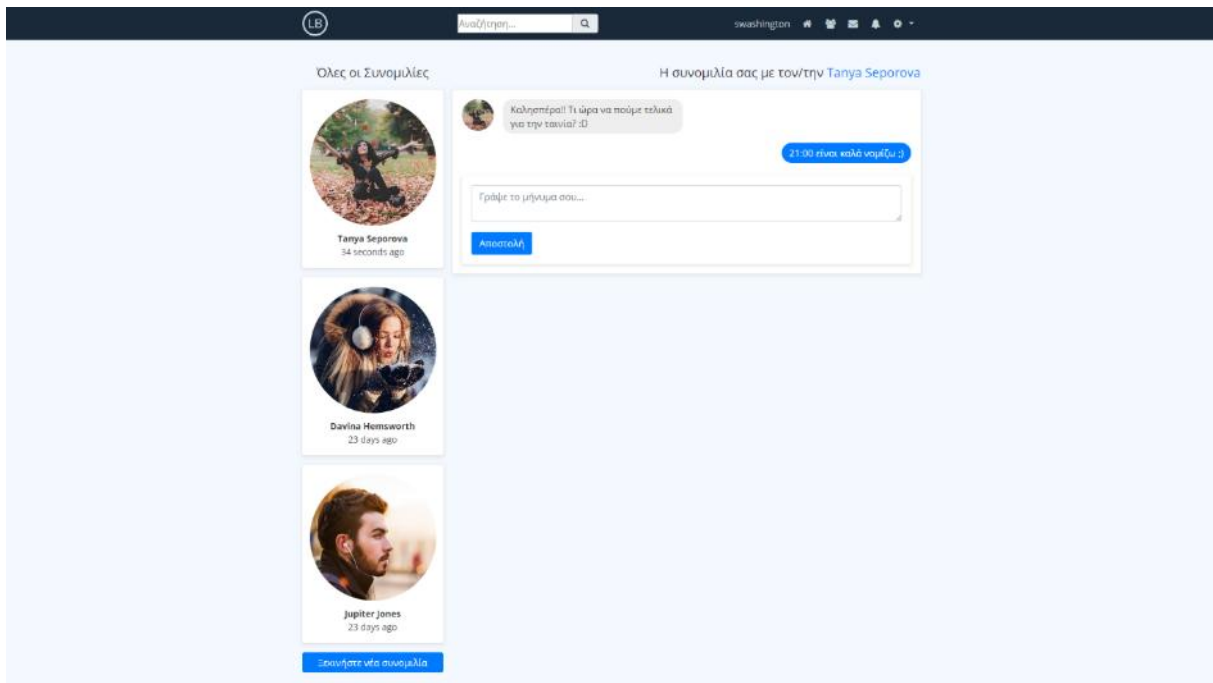 LB
Αναζήτηση...
swashington
Όλες οι Συνομιλίες
Η συνομιλία σας με τον/την Tanya Seporova
Tanya Seporova
34 seconds ago
Davina Hemsworth
23 days ago
Jupiter Jones
23 days ago
Ξεκινήστε νέα συνομιλία
Καλησπέρα!! Τι ώρα να πούμε τελικά
για την ταινία? :D
21:00 είναι καλά νομίζω ;)
Γράψε το μήνυμα σου...
Αποστολή